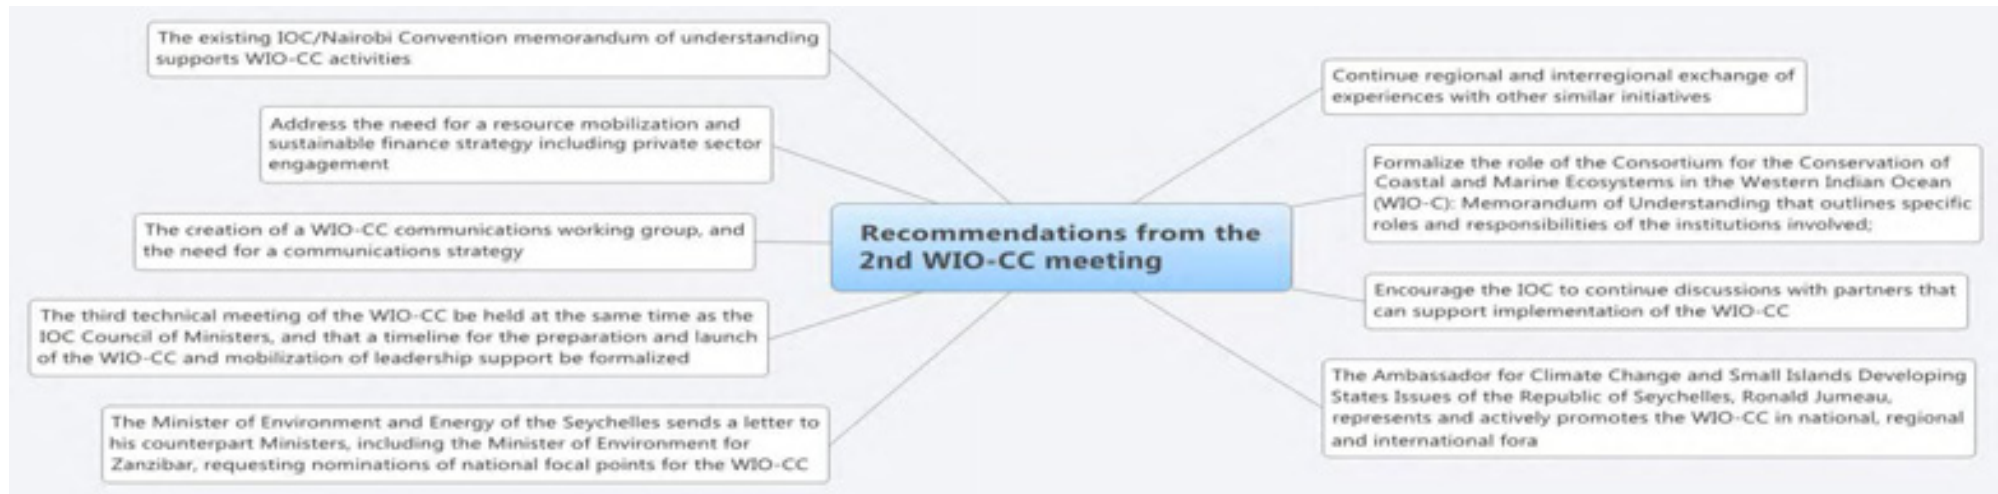 The existing IOC/Nairobi Convention memorandum of understanding
supports WIO-CC activities
Address the need for a resource mobilization and
sustainable finance strategy including private sector
engagement
The creation of a WIO-CC communications working group, and
the need for a communications strategy
The third technical meeting of the WIO-CC be held at the same time as the
IOC Council of Ministers, and that a timeline for the preparation and launch
of the WIO-CC and mobilization of leadership support be formalized
The Minister of Environment and Energy of the Seychelles sends a letter to
his counterpart Ministers, including the Minister of Environment for
Zanzibar, requesting nominations of national focal points for the WIO-CC
Recommendations from the
2nd WIO-CC meeting
Continue regional and interregional exchange of
experiences with other similar initiatives
Formalize the role of the Consortium for the Conservation of
Coastal and Marine Ecosystems in the Western Indian Ocean
(WIO-C): Memorandum of Understanding that outlines specific
roles and responsibilities of the institutions involved;
Encourage the IOC to continue discussions with partners that
can support implementation of the WIO-CC
The Ambassador for Climate Change and Small Islands Developing
States Issues of the Republic of Seychelles, Ronald Jumeau,
represents and actively promotes the WIO-CC in national, regional
and international fora